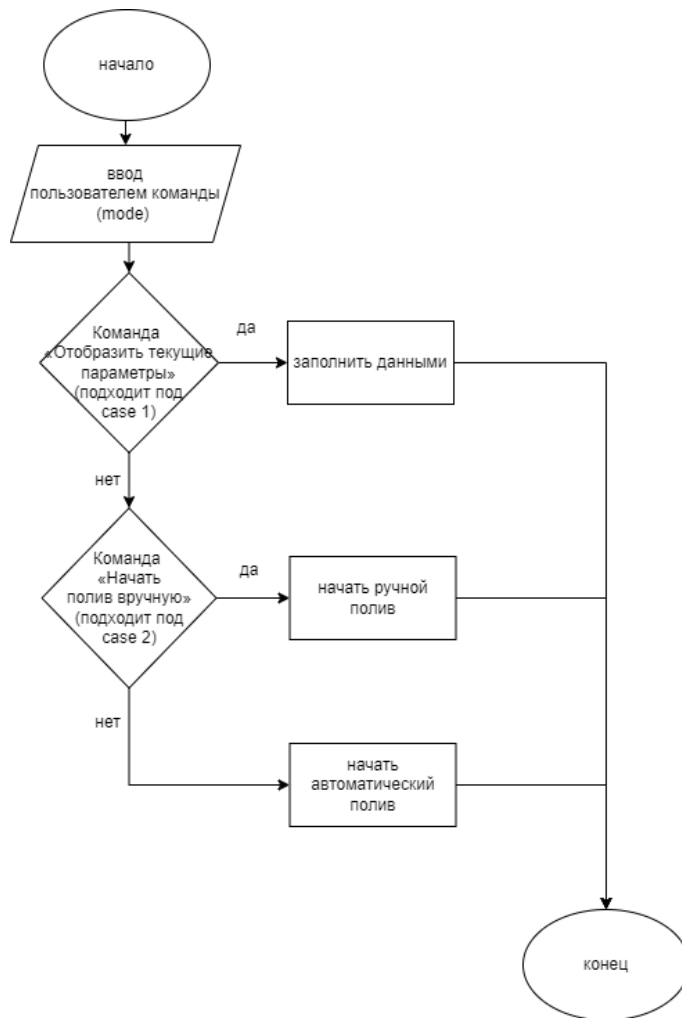 начало
ввод
пользователем команды
(mode)
Команда
«Отобразить текущие
параметры»
(подходит под
case 1)
да
заполнить данными
нет
Команда
«Начать
полив вручную»
(подходит под
case 2)
да
начать ручной
полив
нет
начать
автоматический
полив
конец